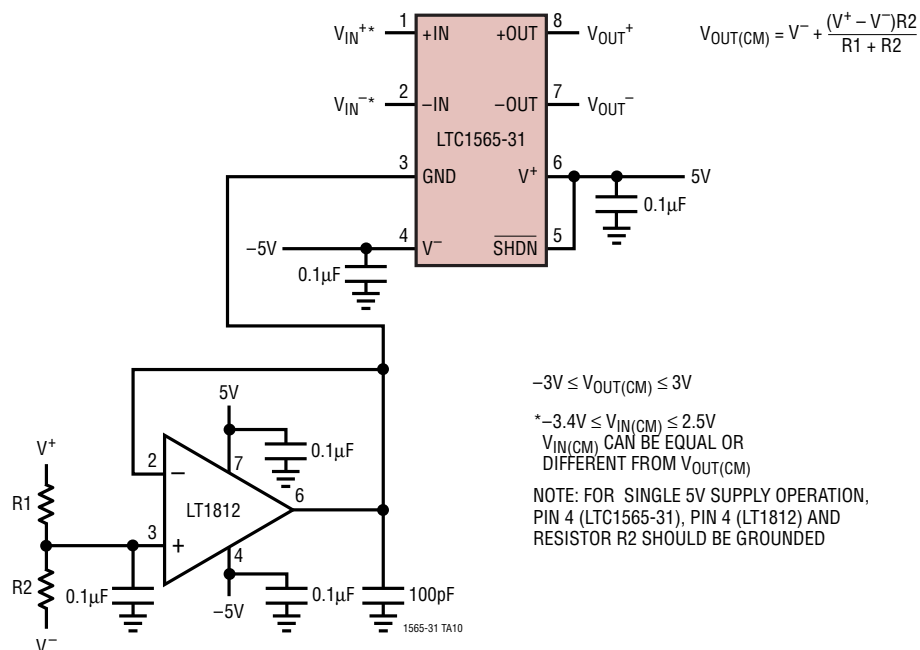 1
8
V_IN^+*
+IN
+OUT
V_OUT^+
V_OUT(CM) = V^– + (V^+ – V^–)R2 / R1 + R2
2
7
V_IN^–*
–IN
–OUT
V_OUT^–
LTC1565-31
3
6
GND
V^+
5V
0.1µF
4
5
–5V
V^–
SHDN
0.1µF
–3V ≤ V_OUT(CM) ≤ 3V
*–3.4V ≤ V_IN(CM) ≤ 2.5V
V_IN(CM) CAN BE EQUAL OR
DIFFERENT FROM V_OUT(CM)
NOTE: FOR SINGLE 5V SUPPLY OPERATION,
PIN 4 (LTC1565-31), PIN 4 (LT1812) AND
RESISTOR R2 SHOULD BE GROUNDED
5V
0.1µF
V^+
2
–
7
R1
LT1812
6
3
+
4
R2
0.1µF
–5V
0.1µF
100pF
V^–
1565-31 TA10